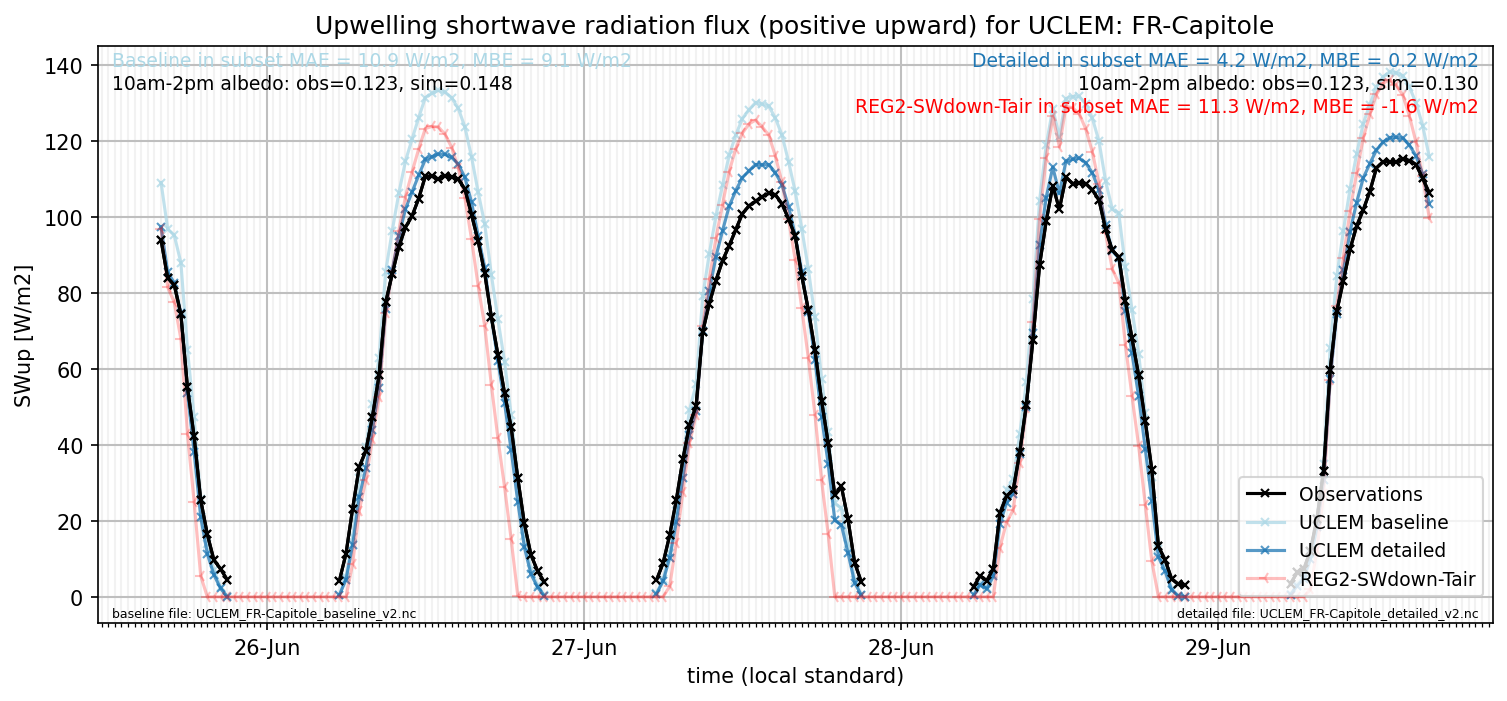 Upwelling shortwave radiation flux (positive upward) for UCLEM: FR-Capitole
Baseline in subset MAE = 10.9 W/m2, MBE = 9.1 W/m2
10am-2pm albedo: obs=0.123, sim=0.148
Detailed in subset MAE = 4.2 W/m2, MBE = 0.2 W/m2
10am-2pm albedo: obs=0.123, sim=0.130
REG2-SWdown-Tair in subset MAE = 11.3 W/m2, MBE = -1.6 W/m2
SWup [W/m2]
140
120
100
80
60
40
20
0
Observations
UCLEM baseline
UCLEM detailed
REG2-SWdown-Tair
baseline file: UCLEM_FR-Capitole_baseline_v2.nc
detailed file: UCLEM_FR-Capitole_detailed_v2.nc
26-Jun
27-Jun
28-Jun
29-Jun
time (local standard)